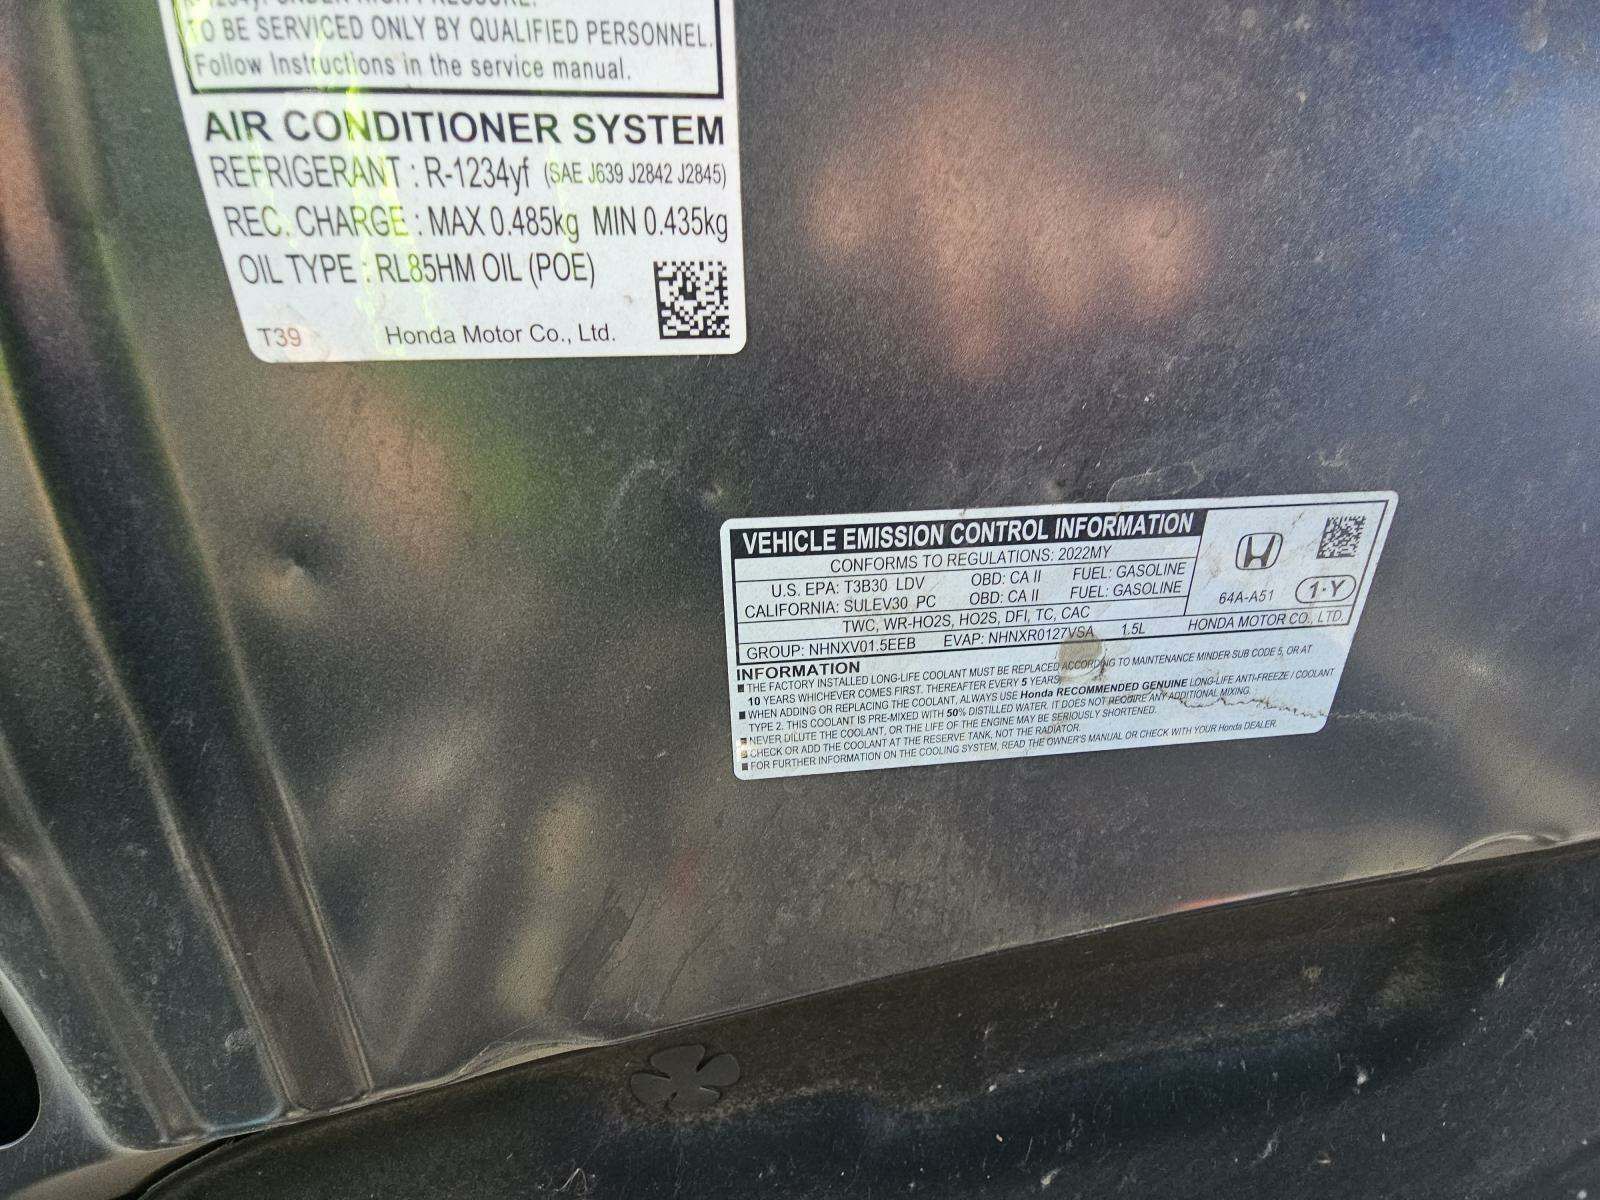 R-1234yf. UNDER HIGH PRESSURE.
TO BE SERVICED ONLY BY QUALIFIED PERSONNEL.
Follow Instructions in the service manual.
AIR CONDITIONER SYSTEM
REFRIGERANT : R-1234yf (SAE J639 J2842 J2845)
REC. CHARGE : MAX 0.485kg MIN 0.435kg
OIL TYPE : RL85HM OIL (POE)
T39 Honda Motor Co., Ltd.
VEHICLE EMISSION CONTROL INFORMATION
CONFORMS TO REGULATIONS: 2022MY
U.S. EPA: T3B30 LDV OBD: CA II FUEL: GASOLINE
CALIFORNIA: SULEV30 PC OBD: CA II FUEL: GASOLINE
64A-A51 1-Y
TWC, WR-HO2S, HO2S, DFI, TC, CAC
GROUP: NHNXV01.5EEB EVAP: NHNXR0127VSA 1.5L HONDA MOTOR CO., LTD.
INFORMATION
■ THE FACTORY INSTALLED LONG-LIFE COOLANT MUST BE REPLACED ACCORDING TO MAINTENANCE MINDER SUB CODE 5, OR AT
10 YEARS WHICHEVER COMES FIRST. THEREAFTER EVERY 5 YEARS.
■ WHEN ADDING OR REPLACING THE COOLANT, ALWAYS USE Honda RECOMMENDED GENUINE LONG-LIFE ANTI-FREEZE / COOLANT
TYPE 2. THIS COOLANT IS PRE-MIXED WITH 50% DISTILLED WATER. IT DOES NOT REQUIRE ANY ADDITIONAL MIXING.
■ NEVER DILUTE THE COOLANT, OR THE LIFE OF THE ENGINE MAY BE SERIOUSLY SHORTENED.
■ CHECK OR ADD THE COOLANT AT THE RESERVE TANK, NOT THE RADIATOR.
■ FOR FURTHER INFORMATION ON THE COOLING SYSTEM, READ THE OWNER'S MANUAL OR CHECK WITH YOUR Honda DEALER.